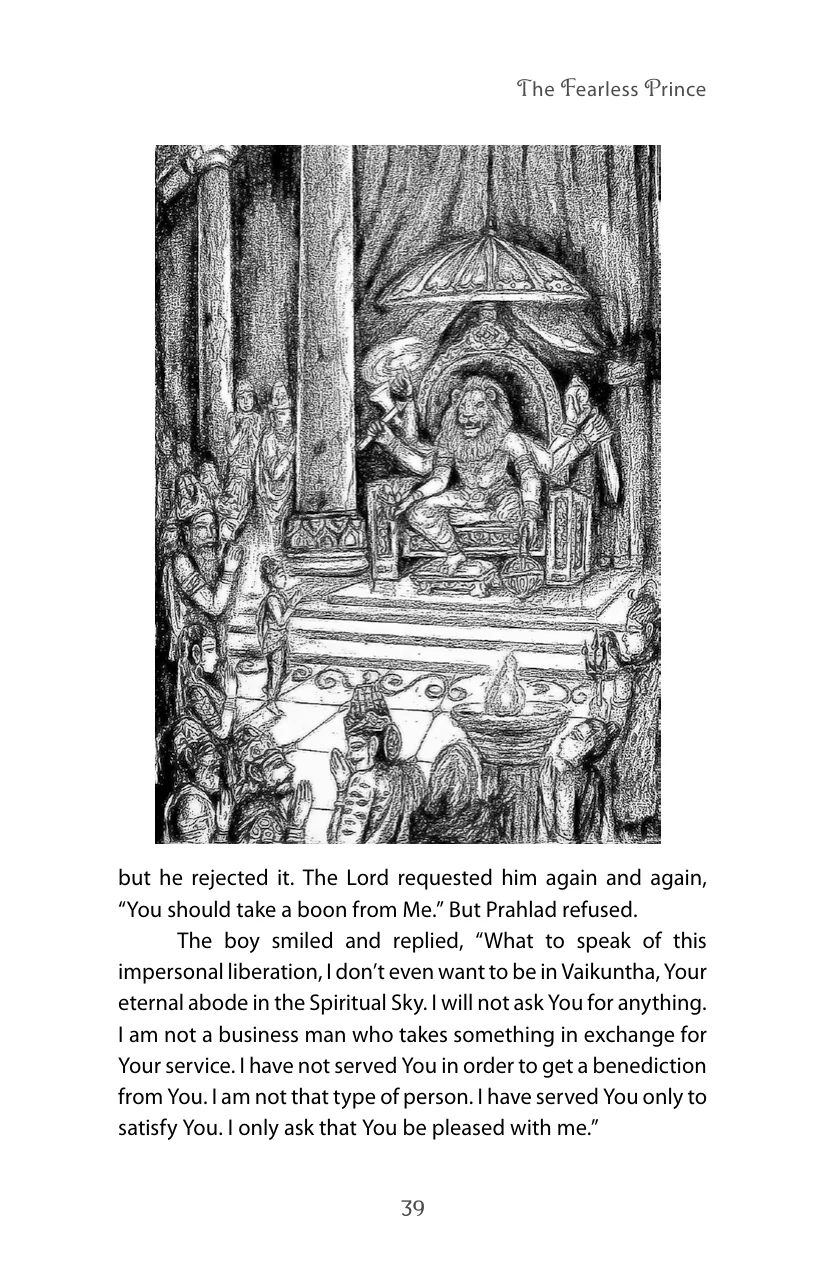 The Fearless Prince
but he rejected it. The Lord requested him again and again,
“You should take a boon from Me.” But Prahlad refused.
The boy smiled and replied, “What to speak of this
impersonal liberation, I don’t even want to be in Vaikuntha, Your
eternal abode in the Spiritual Sky. I will not ask You for anything.
I am not a business man who takes something in exchange for
Your service. I have not served You in order to get a benediction
from You. I am not that type of person. I have served You only to
satisfy You. I only ask that You be pleased with me.”
39